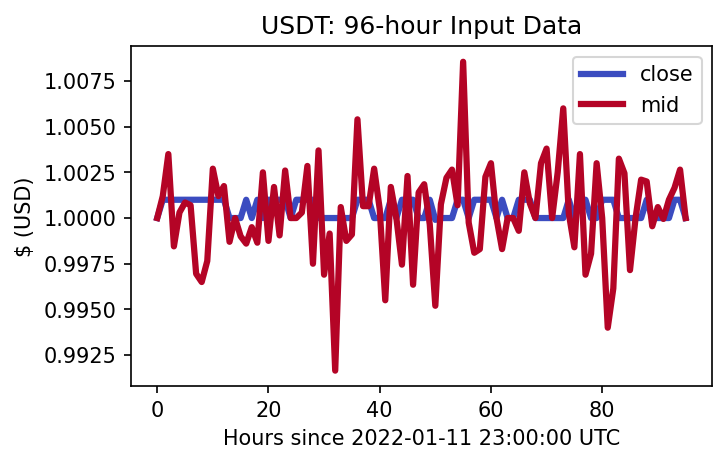 USDT: 96-hour Input Data
close
mid
1.0075
1.0050
1.0025
1.0000
0.9975
0.9950
0.9925
$ (USD)
0 20 40 60 80
Hours since 2022-01-11 23:00:00 UTC